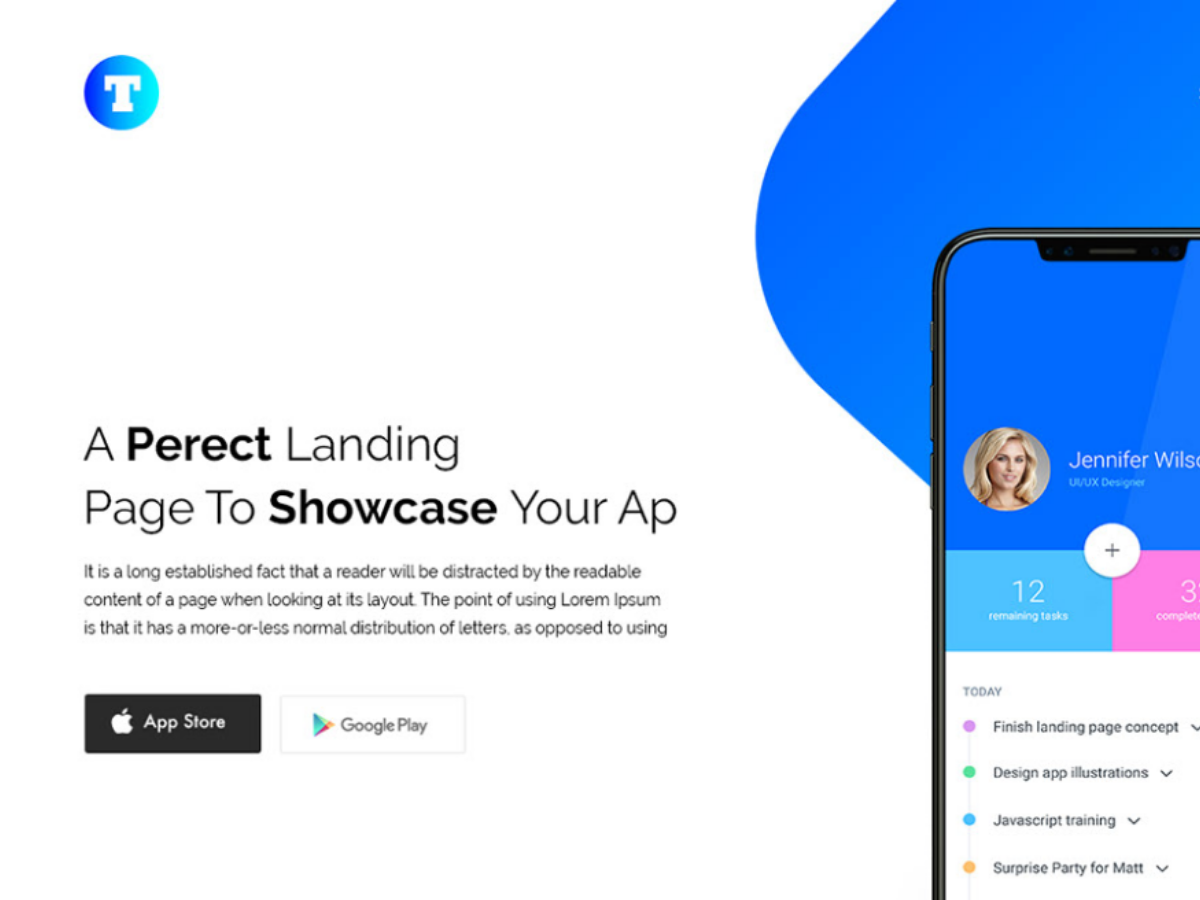 T
A Perect Landing
Page To Showcase Your Ap
It is a long established fact that a reader will be distracted by the readable
content of a page when looking at its layout. The point of using Lorem Ipsum
is that it has a more-or-less normal distribution of letters, as opposed to using
App Store
Google Play
Jennifer Wilso
UI/UX Designer
+
12
3
remaining tasks
complete
TODAY
Finish landing page concept
Design app illustrations
Javascript training
Surprise Party for Matt